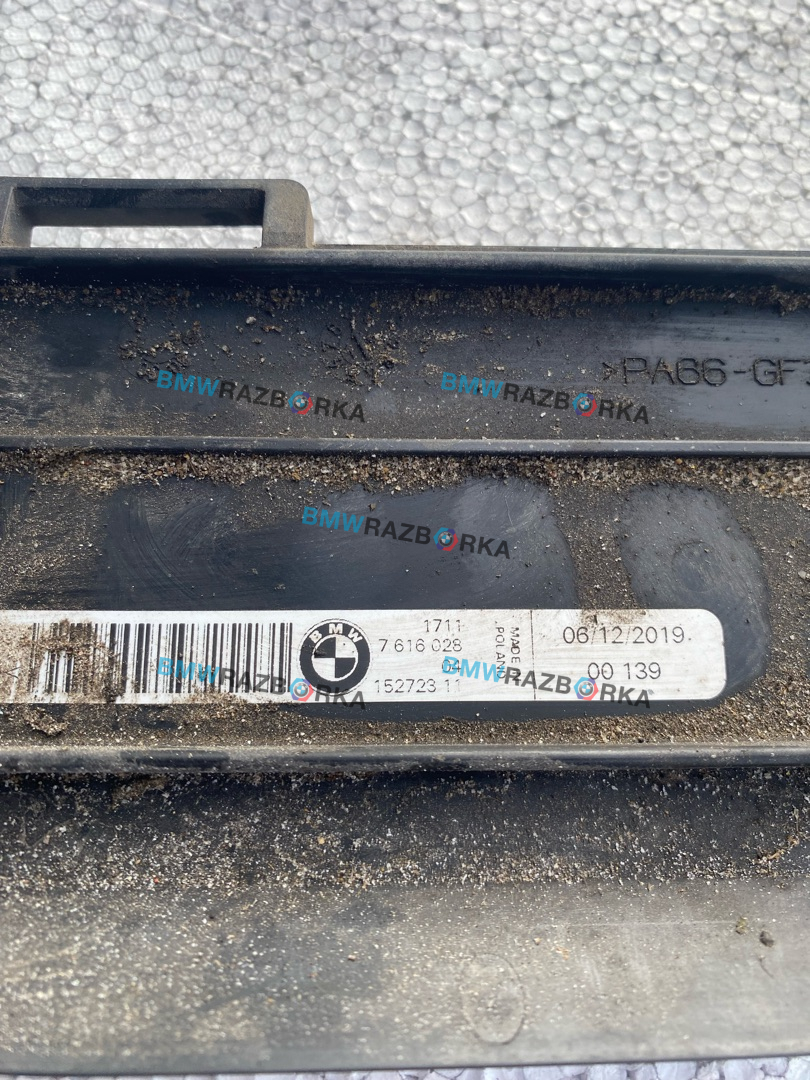 >PA66-GF3
BMWRAZBORKA
BMWRAZBORKA
BMWRAZBORKA
BMW
1711
7 616 028
04
152723 11
MADE IN
POLAND
06/12/2019
00 139
BMWRAZBORKA
BMWRAZBORKA